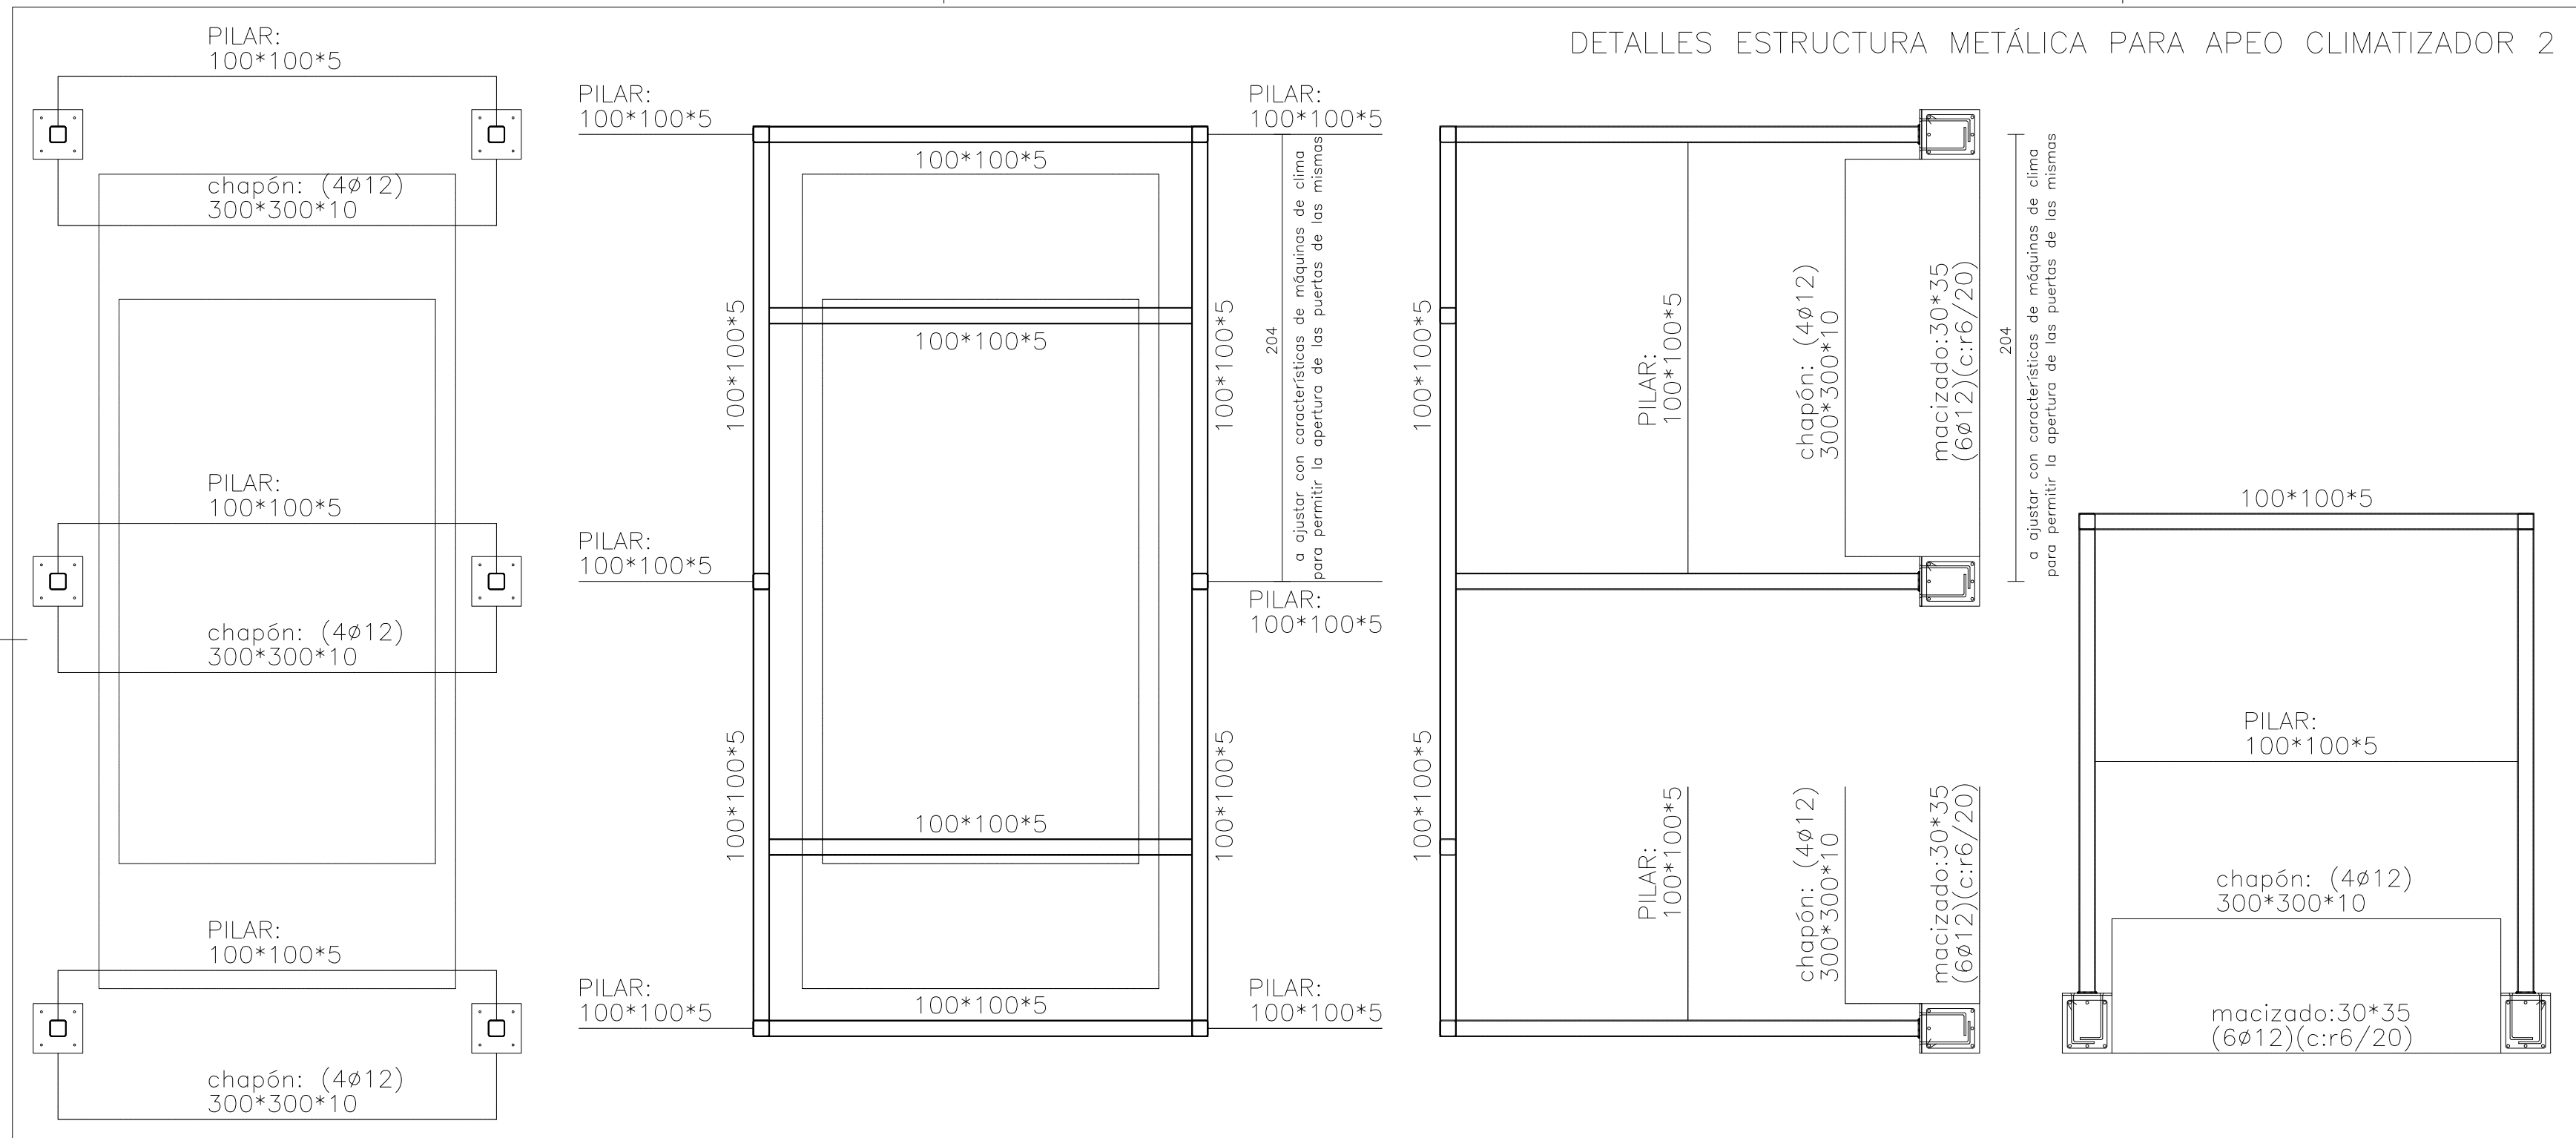 DETALLES ESTRUCTURA METÁLICA PARA APEO CLIMATIZADOR 2
PILAR:
100*100*5
chapón: (4ø12)
300*300*10
PILAR:
100*100*5
chapón: (4ø12)
300*300*10
PILAR:
100*100*5
chapón: (4ø12)
300*300*10
PILAR:
100*100*5
PILAR:
100*100*5
100*100*5
100*100*5
100*100*5
100*100*5
204
a ajustar con características de máquinas de clima
para permitir la apertura de las puertas de las mismas
PILAR:
100*100*5
PILAR:
100*100*5
100*100*5
100*100*5
100*100*5
PILAR:
100*100*5
100*100*5
PILAR:
100*100*5
100*100*5
PILAR:
100*100*5
chapón: (4ø12)
300*300*10
macizado:30*35
(6ø12)(c:r6/20)
204
a ajustar con características de máquinas de clima
para permitir la apertura de las puertas de las mismas
100*100*5
PILAR:
100*100*5
chapón: (4ø12)
300*300*10
macizado:30*35
(6ø12)(c:r6/20)
100*100*5
PILAR:
100*100*5
chapón: (4ø12)
300*300*10
macizado:30*35
(6ø12)(c:r6/20)